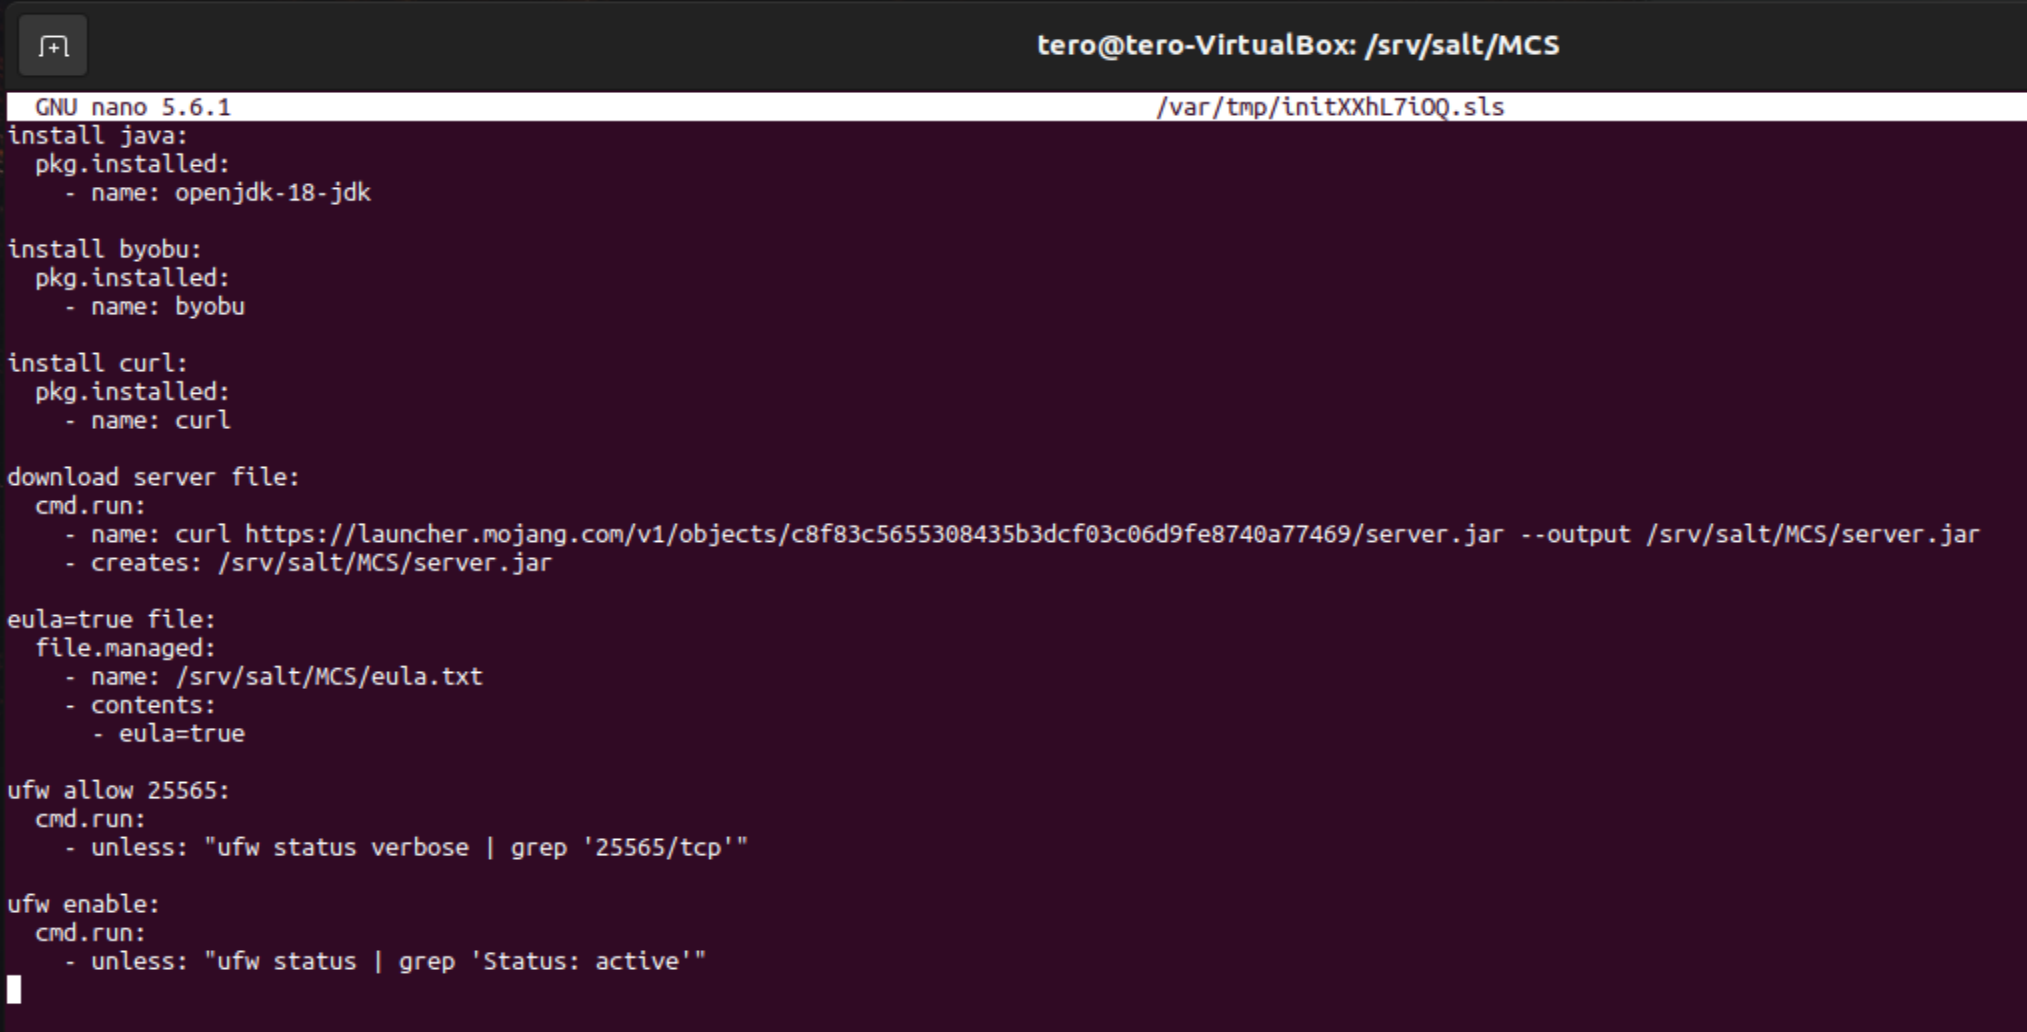 tero@tero-VirtualBox: /srv/salt/MCS
GNU nano 5.6.1 /var/tmp/initXXhL7iOQ.sls
install java:
  pkg.installed:
    - name: openjdk-18-jdk

install byobu:
  pkg.installed:
    - name: byobu

install curl:
  pkg.installed:
    - name: curl

download server file:
  cmd.run:
    - name: curl https://launcher.mojang.com/v1/objects/c8f83c5655308435b3dcf03c06d9fe8740a77469/server.jar --output /srv/salt/MCS/server.jar
    - creates: /srv/salt/MCS/server.jar

eula=true file:
  file.managed:
    - name: /srv/salt/MCS/eula.txt
    - contents:
      - eula=true

ufw allow 25565:
  cmd.run:
    - unless: "ufw status verbose | grep '25565/tcp'"

ufw enable:
  cmd.run:
    - unless: "ufw status | grep 'Status: active'"